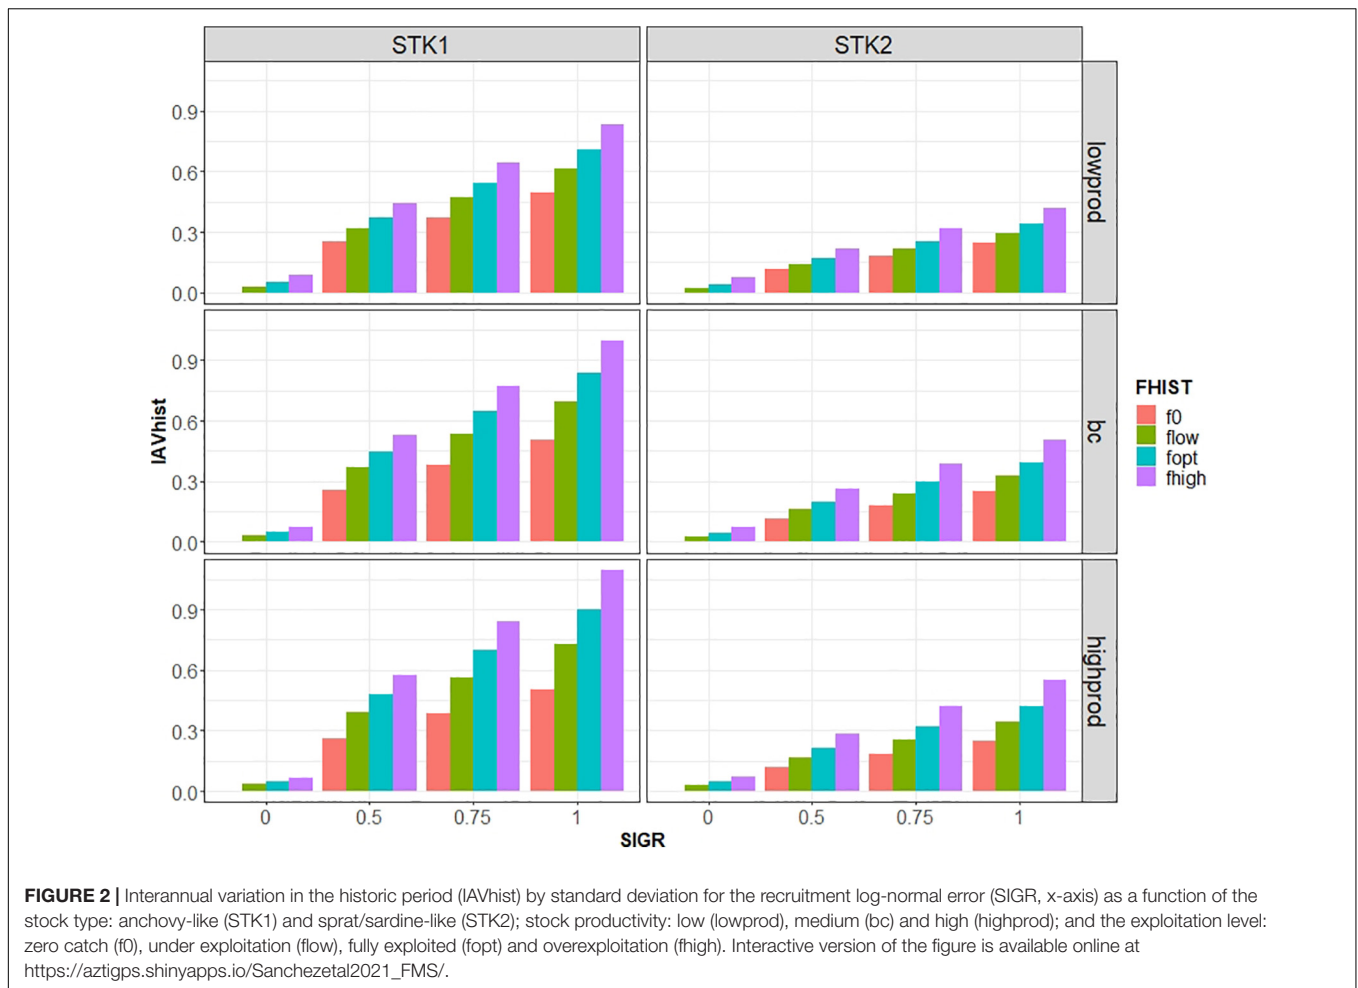 STK1 STK2
0.9
0.6
0.3
0.0
lowprod
0.9
0.6
0.3
0.0
bc
0.9
0.6
0.3
0.0
highprod
IAVhist
0 0.5 0.75 1 0 0.5 0.75 1
SIGR
FHIST
f0
flow
fopt
fhigh
FIGURE 2 | Interannual variation in the historic period (IAVhist) by standard deviation for the recruitment log-normal error (SIGR, x-axis) as a function of the
stock type: anchovy-like (STK1) and sprat/sardine-like (STK2); stock productivity: low (lowprod), medium (bc) and high (highprod); and the exploitation level:
zero catch (f0), under exploitation (flow), fully exploited (fopt) and overexploitation (fhigh). Interactive version of the figure is available online at
https://aztigps.shinyapps.io/Sanchezetal2021_FMS/.